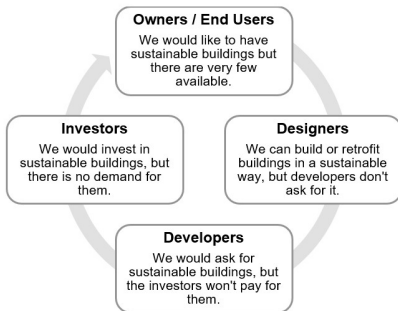 Owners / End Users
We would like to have
sustainable buildings but
there are very few
available.
Designers
We can build or retrofit
buildings in a sustainable
way, but developers don't
ask for it.
Developers
We would ask for
sustainable buildings, but
the investors won't pay for
them.
Investors
We would invest in
sustainable buildings, but
there is no demand for
them.